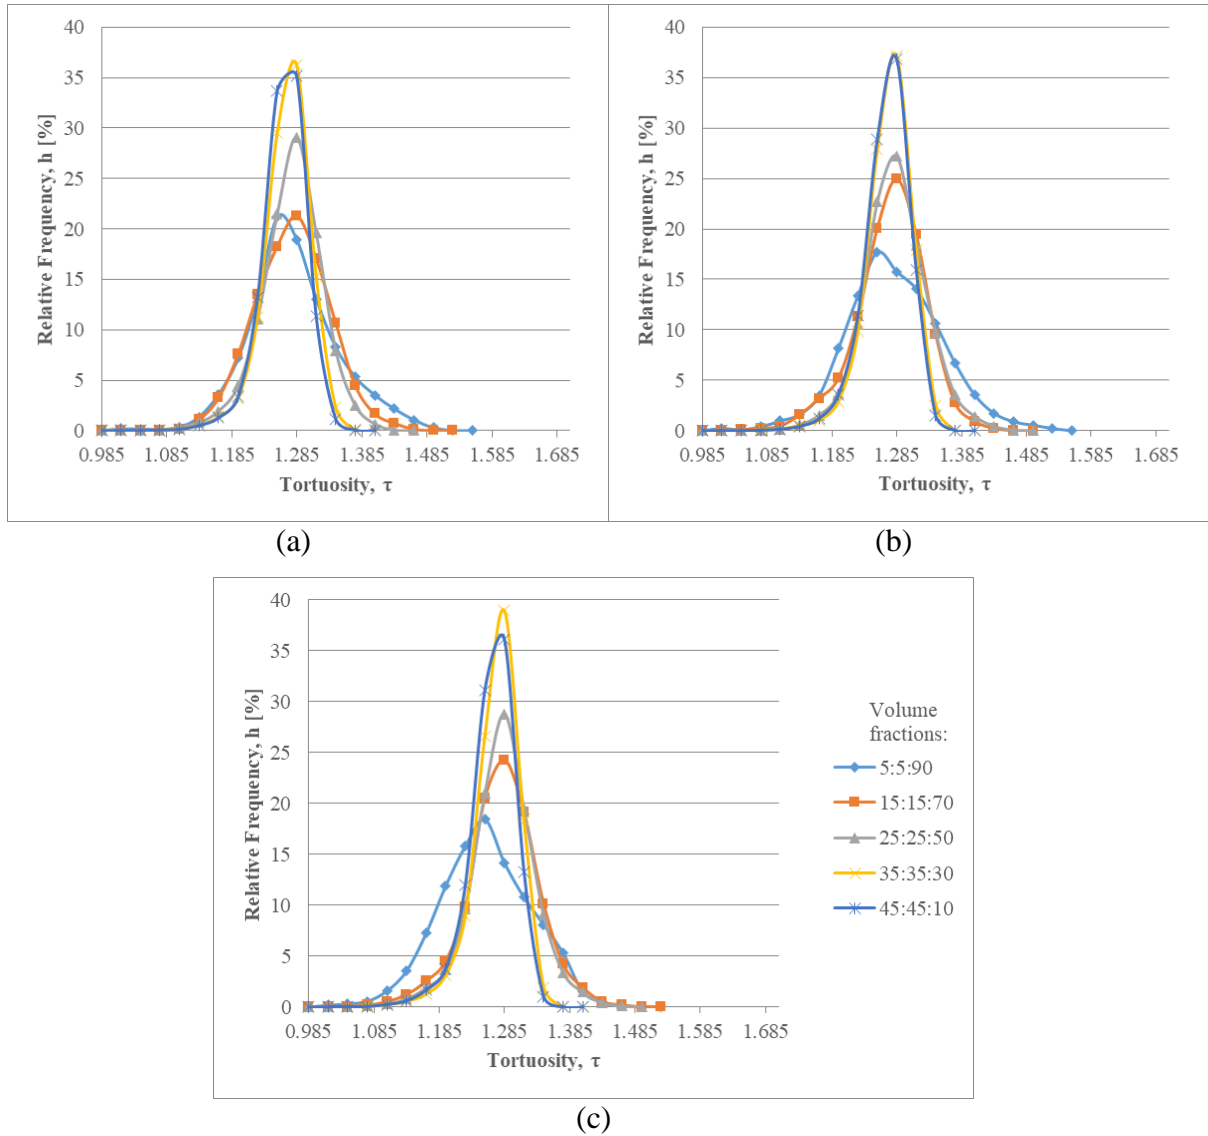 40
35
30
25
20
15
10
5
0
Relative Frequency, h [%]
0.985 1.085 1.185 1.285 1.385 1.485 1.585 1.685
Tortuosity, τ
(a)
40
35
30
25
20
15
10
5
0
Relative Frequency, h [%]
0.985 1.085 1.185 1.285 1.385 1.485 1.585 1.685
Tortuosity, τ
(b)
40
35
30
25
20
15
10
5
0
Relative Frequency, h [%]
0.985 1.085 1.185 1.285 1.385 1.485 1.585 1.685
Tortuosity, τ
Volume
fractions:
5:5:90
15:15:70
25:25:50
35:35:30
45:45:10
(c)